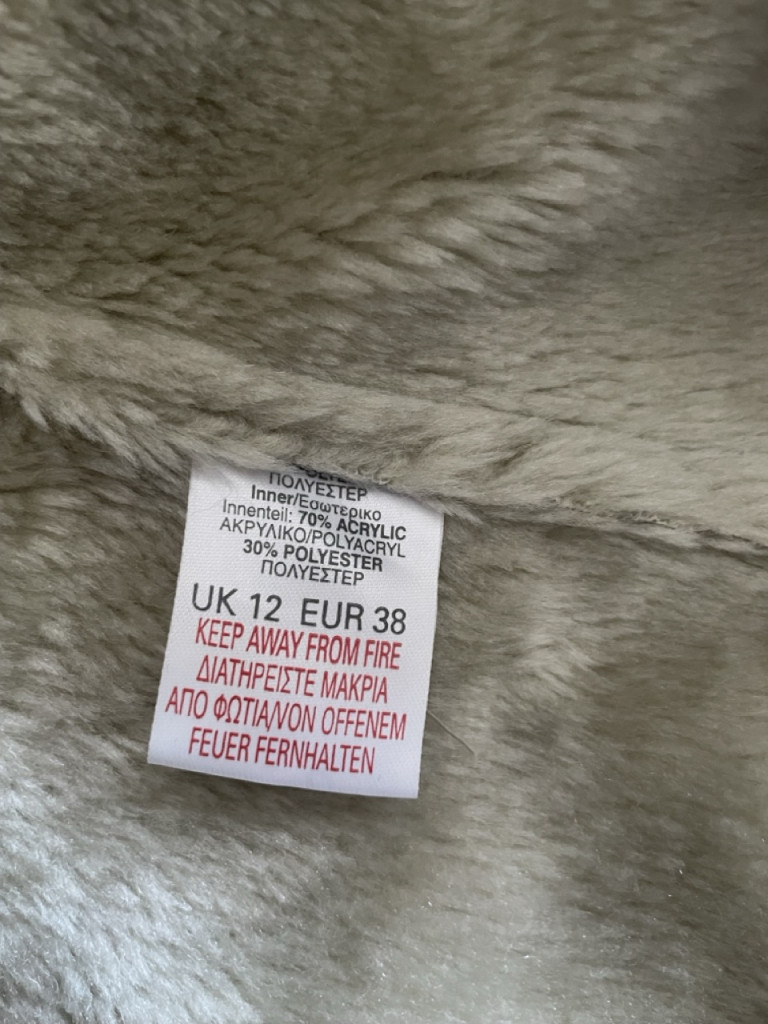 ΠΟΛΥΕΣΤΕΡ
Inner/Εσωτερικο
Innenteil: 70% ACRYLIC
ΑΚΡΥΛΙΚΟ/POLYACRYL
30% POLYESTER
ΠΟΛΥΕΣΤΕΡ
UK 12 EUR 38
KEEP AWAY FROM FIRE
ΔΙΑΤΗΡΕΙΣΤΕ ΜΑΚΡΙΑ
ΑΠΟ ΦΩΤΙΑ/VON OFFENEM
FEUER FERNHALTEN